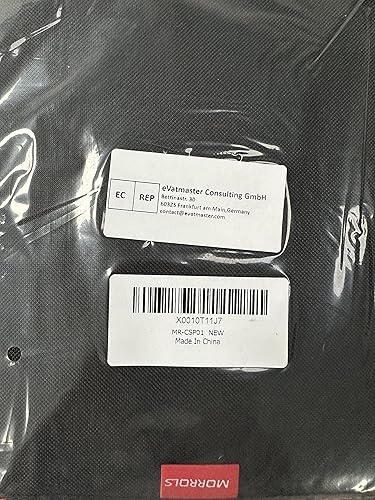 eVatmaster Consulting GmbH
EC REP
Bettinastr. 30
60325 Frankfurt am Main,Germany
contact@evatmaster.com
X0010T11J7
MR-CSP01 NEW
Made In China
MORROLS